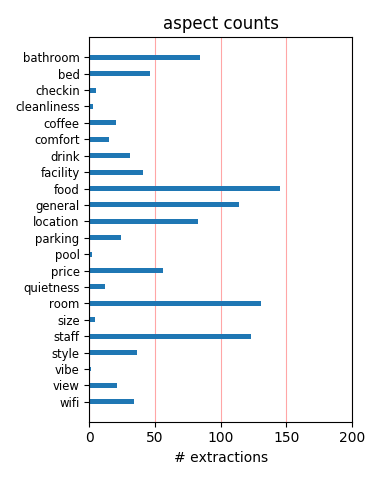 aspect counts
bathroom
bed
checkin
cleanliness
coffee
comfort
drink
facility
food
general
location
parking
pool
price
quietness
room
size
staff
style
vibe
view
wifi
0 50 100 150 200
# extractions